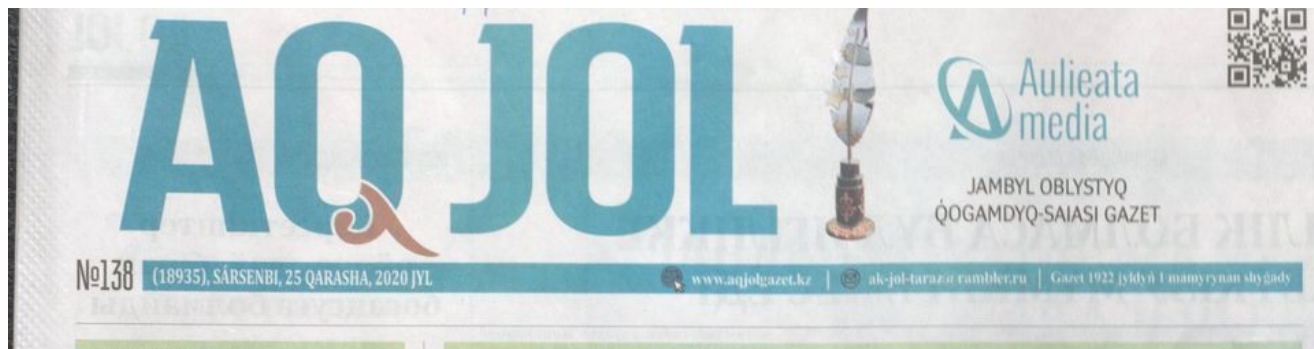 AQ JOL
Aulieata
media
JAMBYL OBLYSTYQ
QOGAMDYQ-SAIASI GAZET
№138 (18935), SÁRSENBI, 25 QARASHA, 2020 JYL
www.aqjolgazet.kz | ak-jol-taraz@rambler.ru | Gazet 1922 jyldyń 1 mamyrynan shyǵady